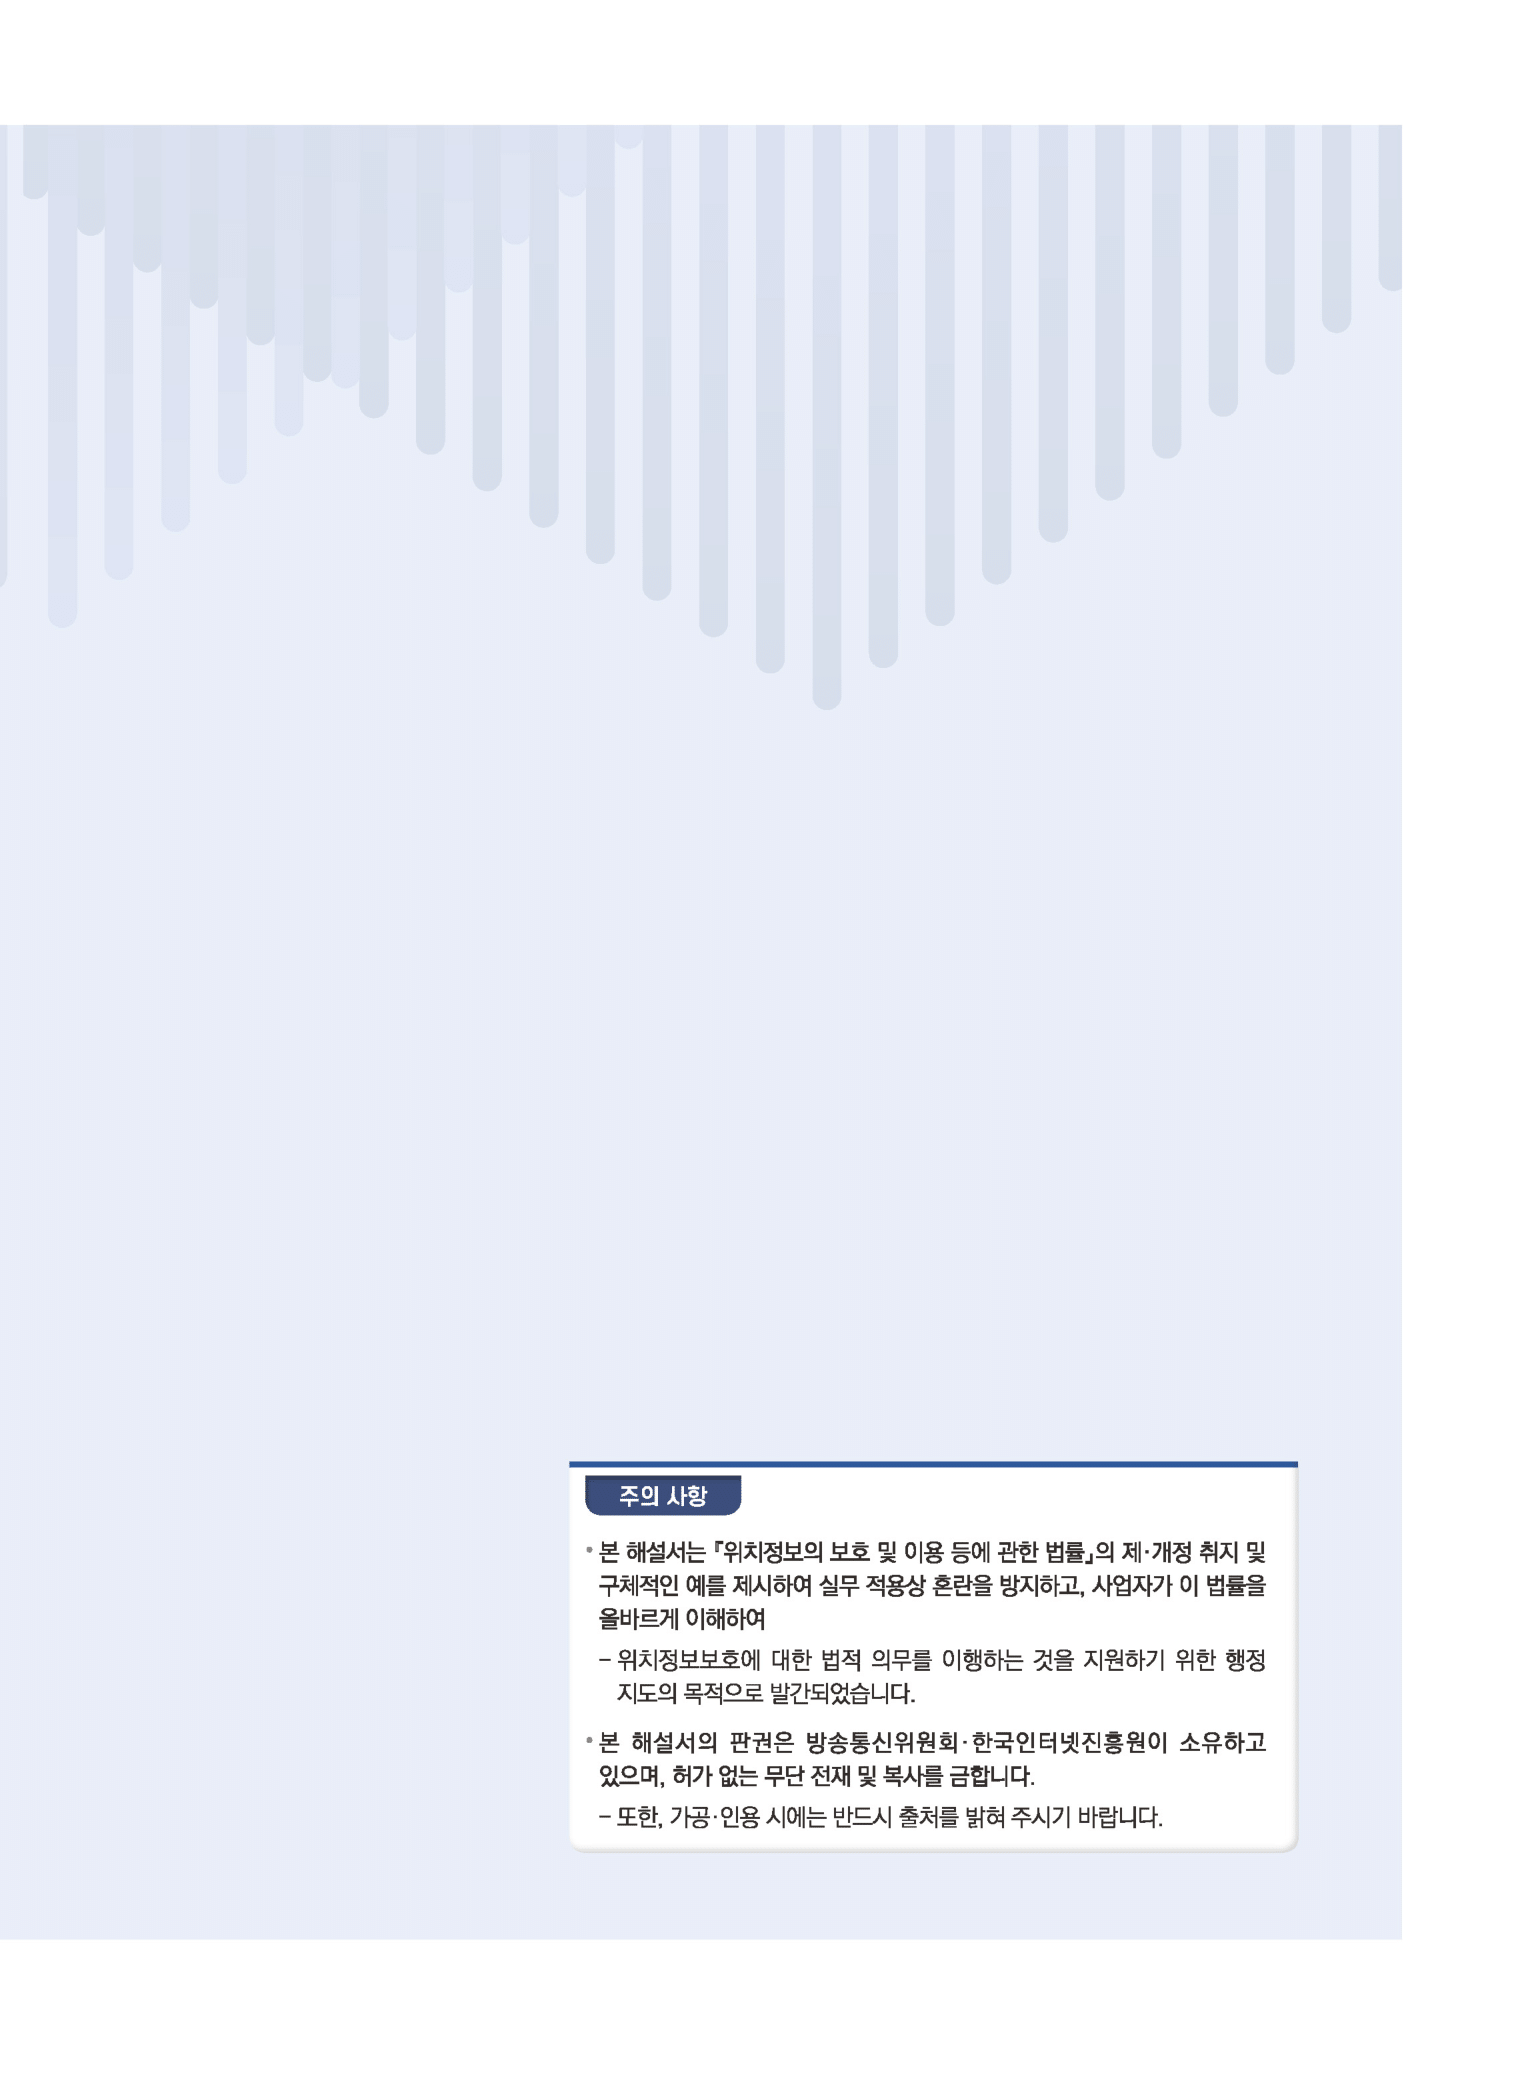 주의 사항
• 본 해설서는 『위치정보의 보호 및 이용 등에 관한 법률』의 제·개정 취지 및
구체적인 예를 제시하여 실무 적용상 혼란을 방지하고, 사업자가 이 법률을
올바르게 이해하여
– 위치정보보호에 대한 법적 의무를 이행하는 것을 지원하기 위한 행정
지도의 목적으로 발간되었습니다.
• 본 해설서의 판권은 방송통신위원회·한국인터넷진흥원이 소유하고
있으며, 허가 없는 무단 전재 및 복사를 금합니다.
– 또한, 가공·인용 시에는 반드시 출처를 밝혀 주시기 바랍니다.